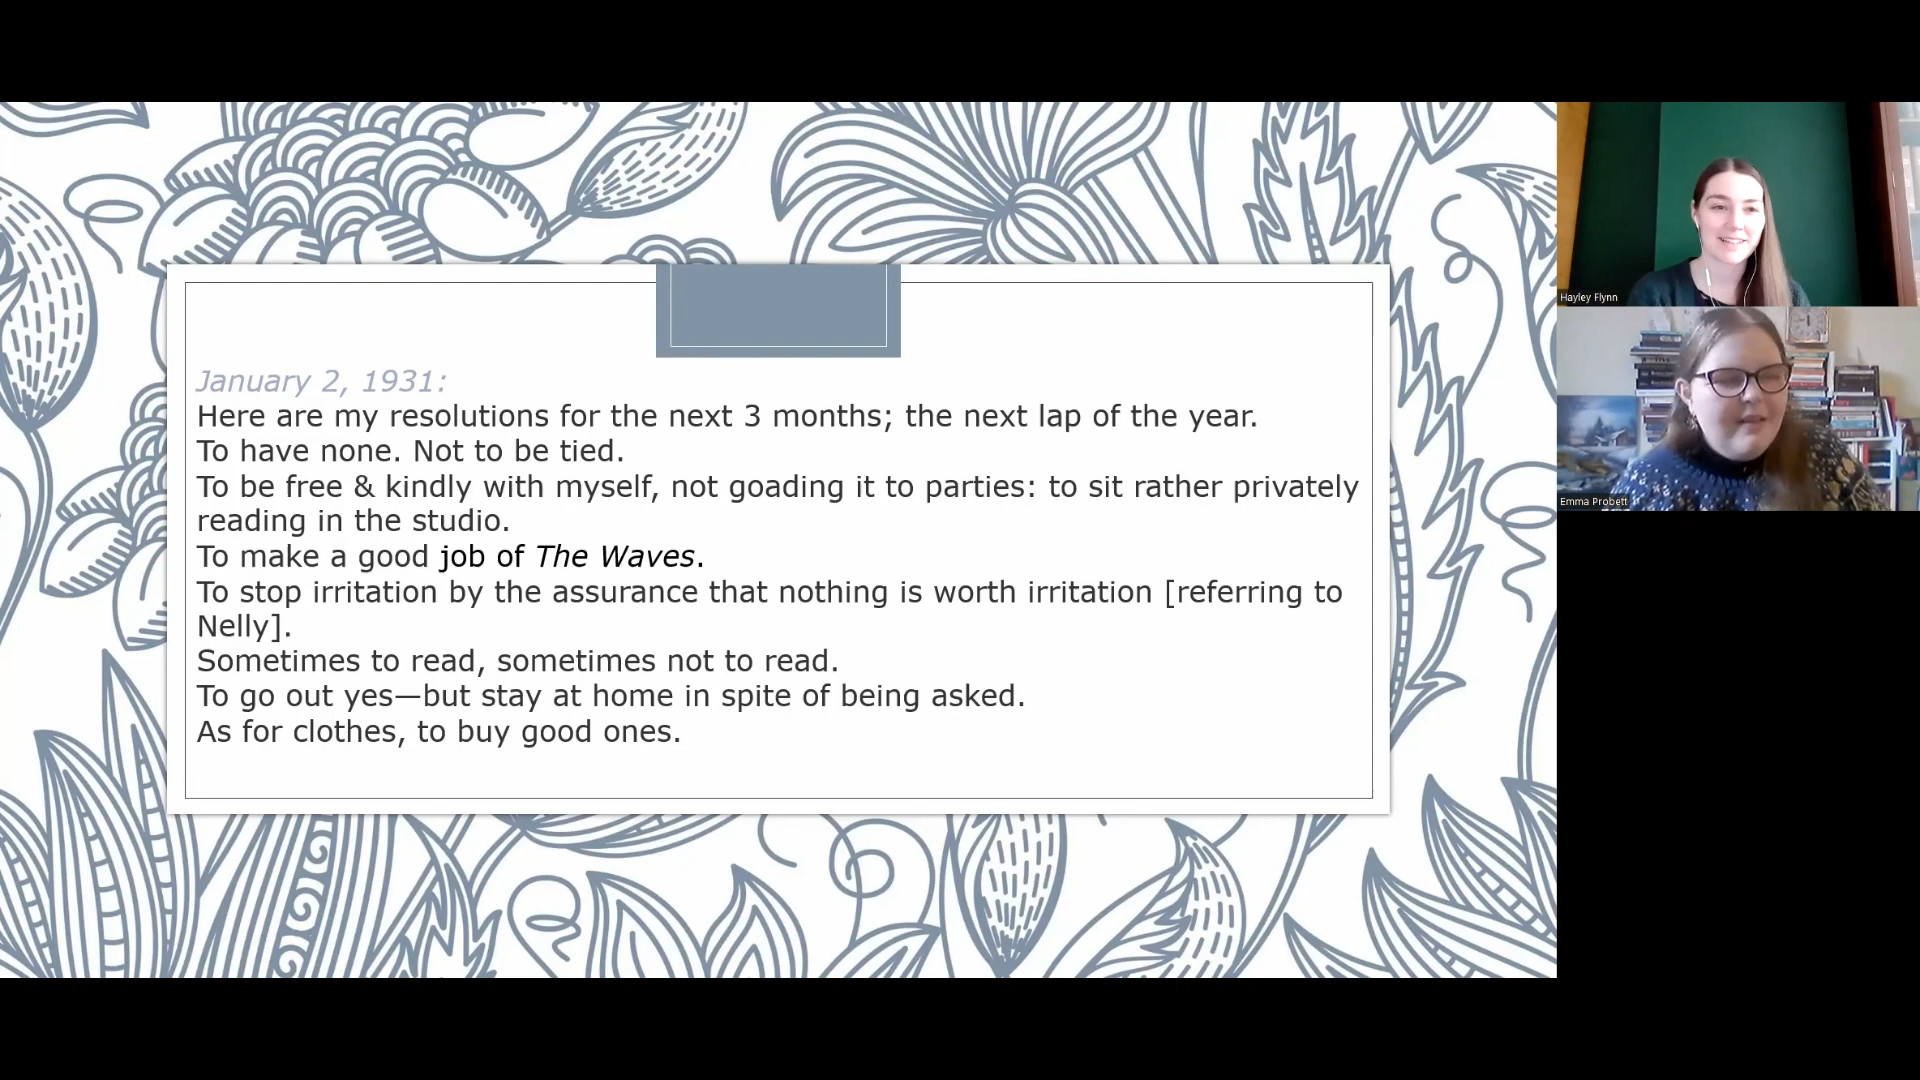 January 2, 1931:
Here are my resolutions for the next 3 months; the next lap of the year.
To have none. Not to be tied.
To be free & kindly with myself, not goading it to parties: to sit rather privately
reading in the studio.
To make a good job of The Waves.
To stop irritation by the assurance that nothing is worth irritation [referring to
Nelly].
Sometimes to read, sometimes not to read.
To go out yes—but stay at home in spite of being asked.
As for clothes, to buy good ones.
Hayley Flynn
Emma Probett